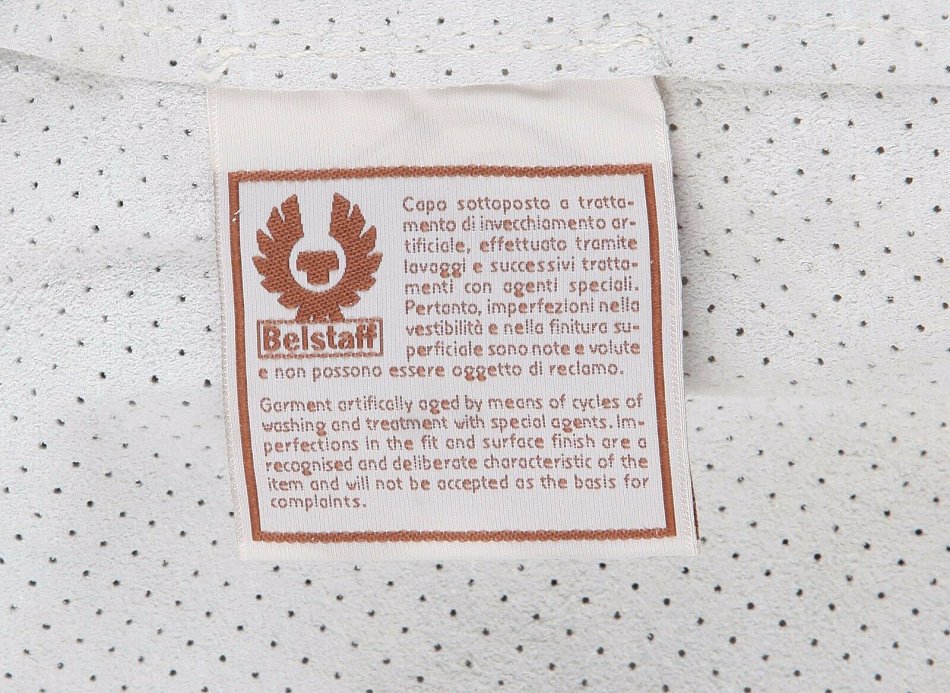 Belstaff
Capo sottoposto a tratta-
mento di invecchiamento ar-
tificiale, effettuato tramite
lavaggi e successivi tratta-
menti con agenti speciali.
Pertanto, imperfezioni nella
vestibilità e nella finitura su-
perficiale sono note e volute
e non possono essere oggetto di reclamo.
Garment artifically aged by means of cycles of
washing and treatment with special agents. Im-
perfections in the fit and surface finish are a
recognised and deliberate characteristic of the
item and will not be accepted as the basis for
complaints.